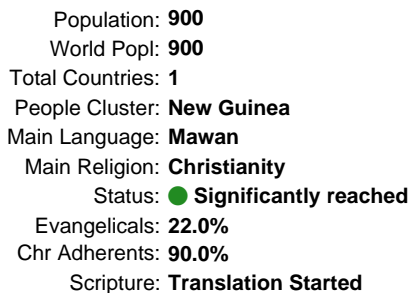 Population: 900
World Popl: 900
Total Countries: 1
People Cluster: New Guinea
Main Language: Mawan
Main Religion: Christianity
Status: Significantly reached
Evangelicals: 22.0%
Chr Adherents: 90.0%
Scripture: Translation Started